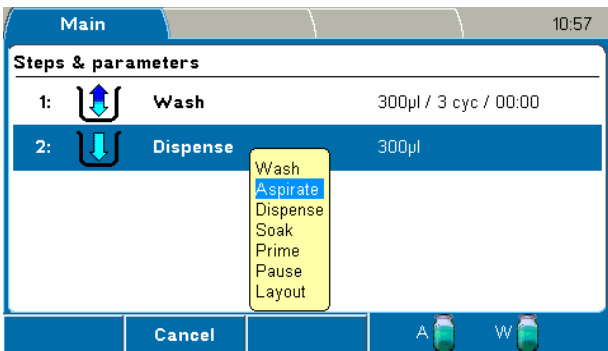 Main 10:57
Steps & parameters
1: Wash 300µl / 3 cyc / 00:00
2: Dispense 300µl
Wash
Aspirate
Dispense
Soak
Prime
Pause
Layout
Cancel A W